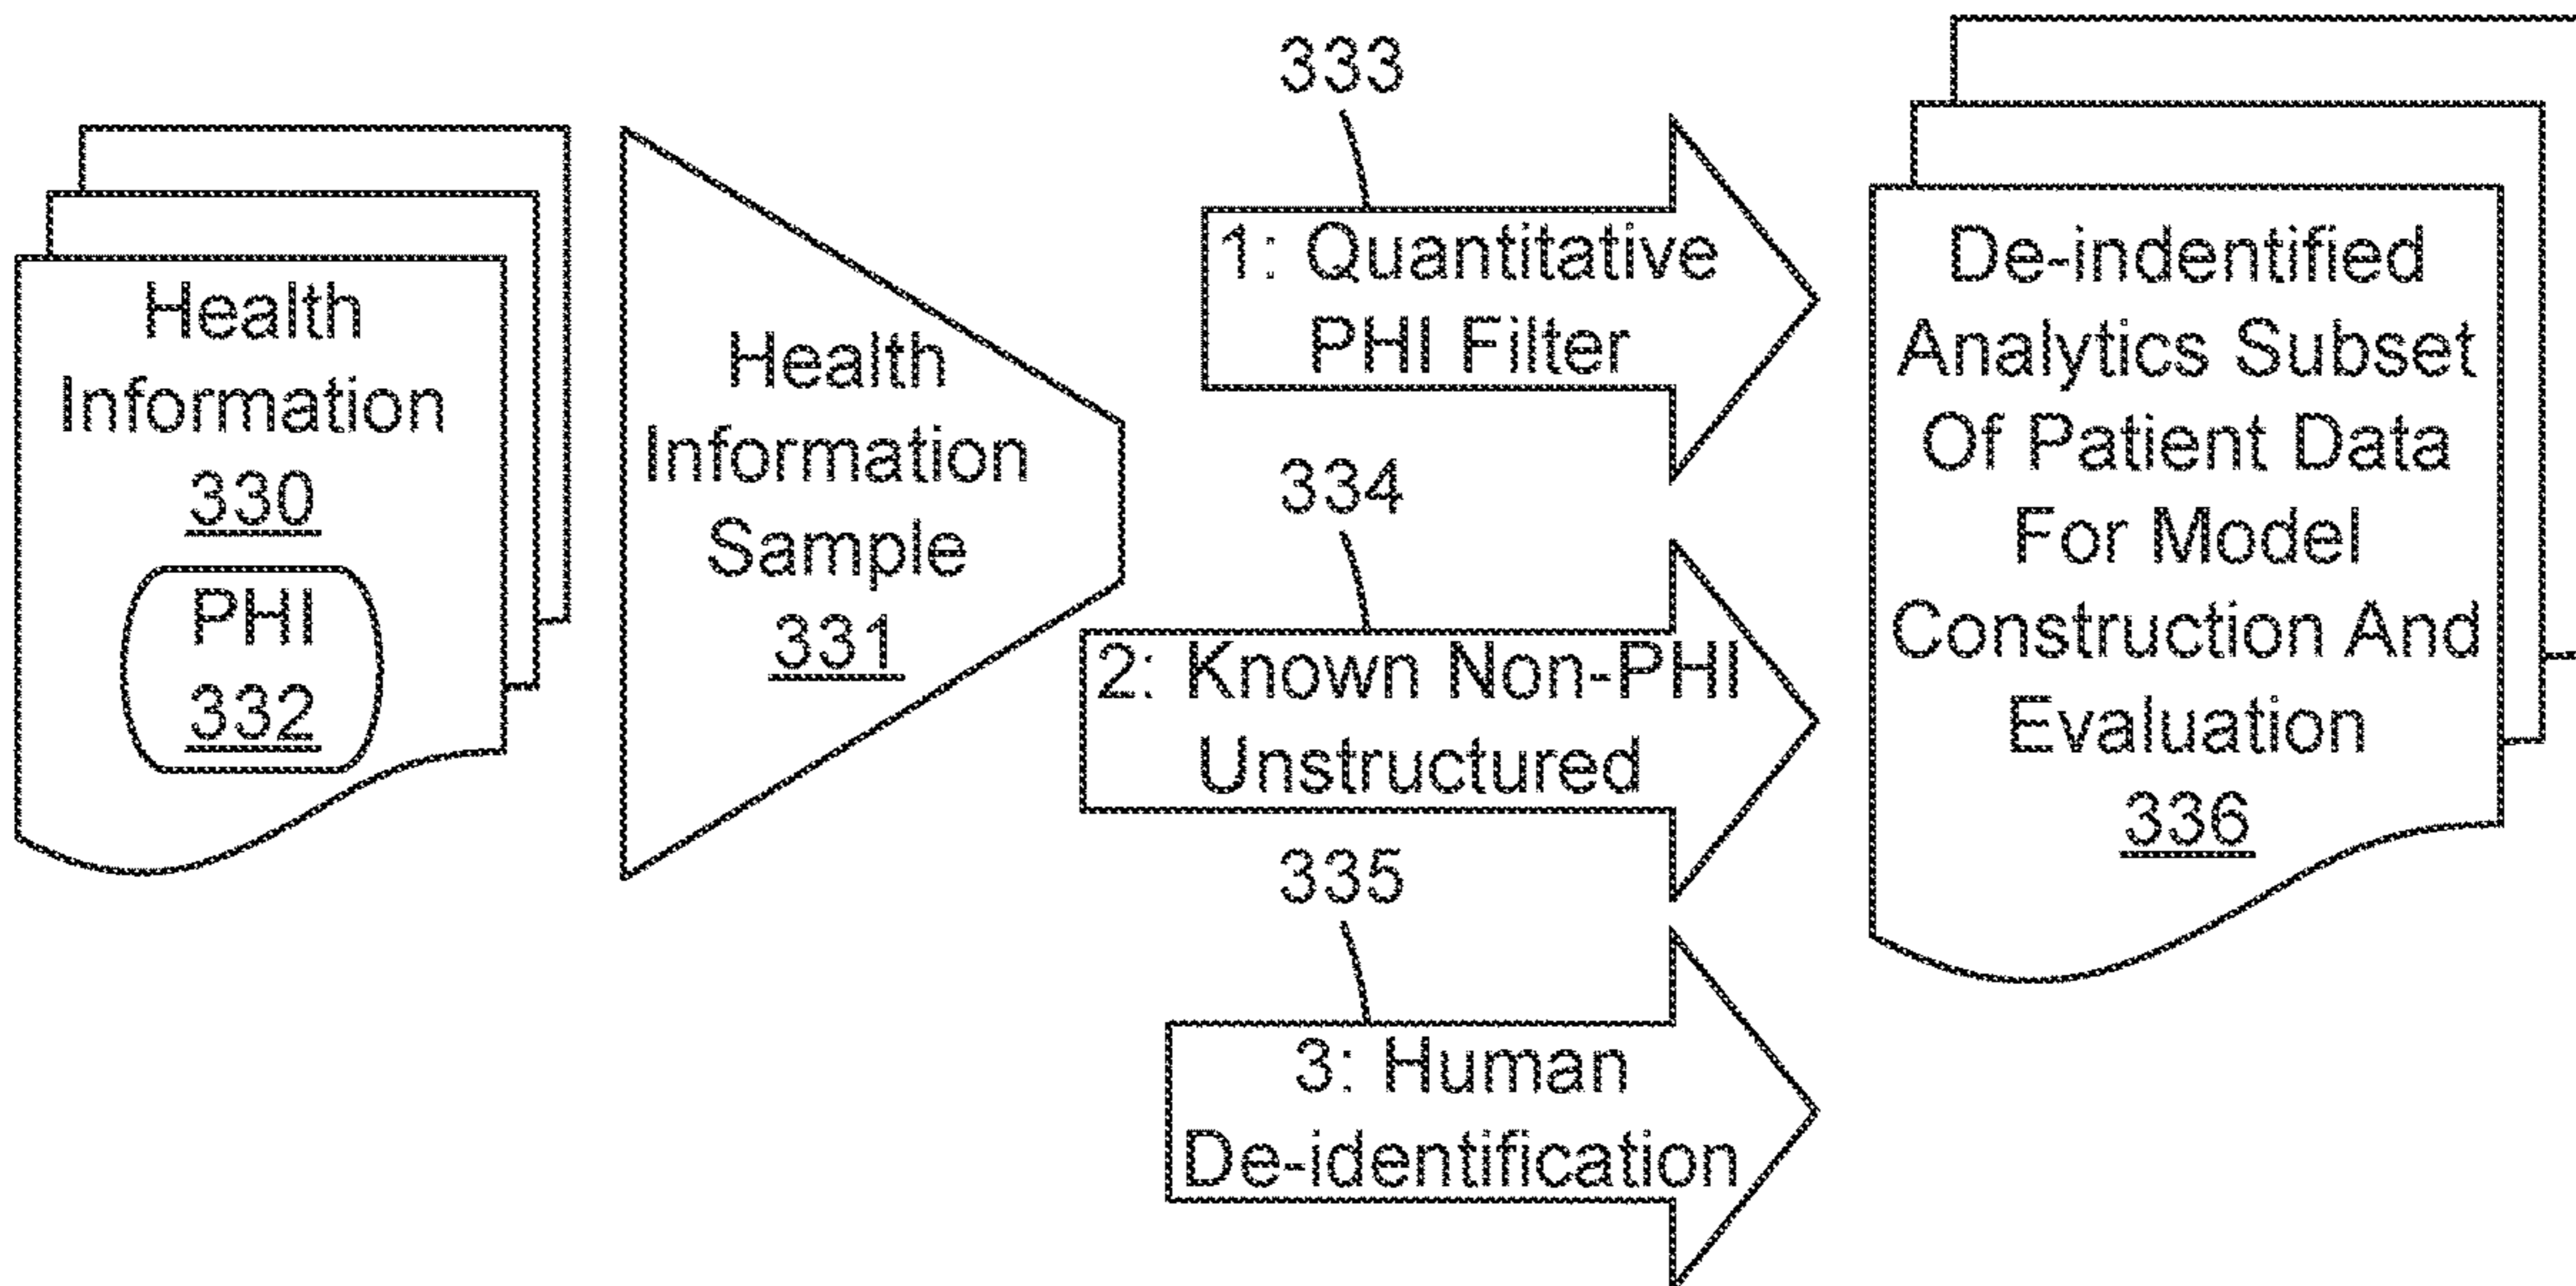 Health
Information
330
PHI
332
Health
Information
Sample
331
333
1: Quantitative
PHI Filter
334
2: Known Non-PHI
Unstructured
335
3: Human
De-identification
De-indentified
Analytics Subset
Of Patient Data
For Model
Construction And
Evaluation
336